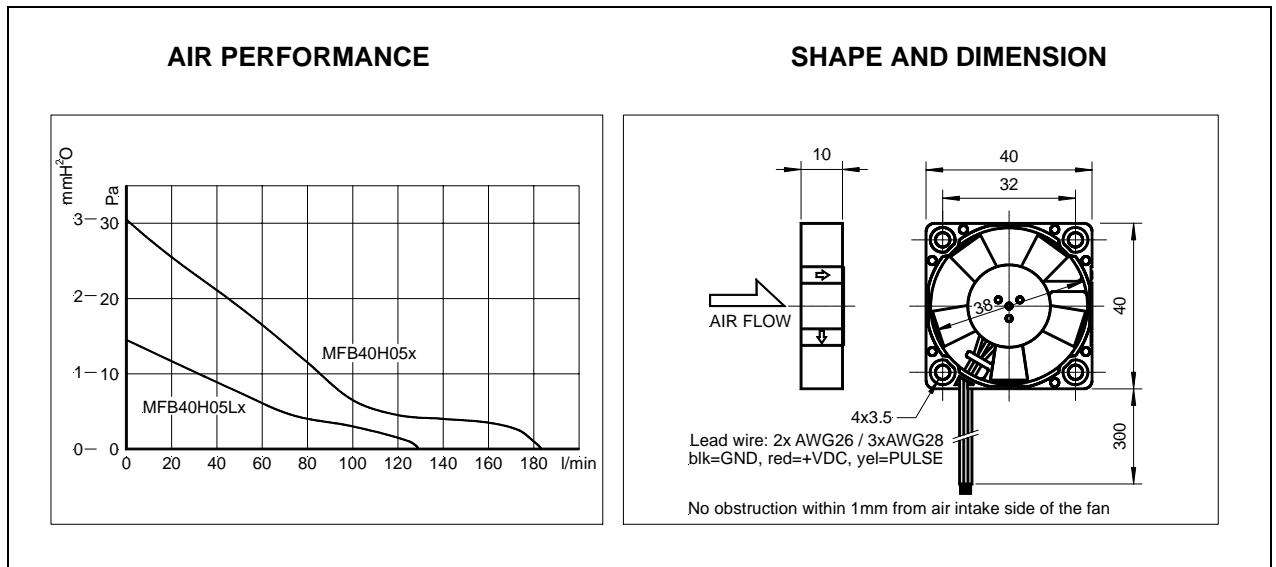 AIR PERFORMANCE
mmH²O
Pa
3
30
2
20
1
10
0
0
0 20 40 60 80 100 120 140 160 180 l/min
MFB40H05x
MFB40H05Lx
SHAPE AND DIMENSION
10
40
32
AIR FLOW
38
40
4x3.5
300
Lead wire: 2x AWG26 / 3xAWG28
blk=GND, red=+VDC, yel=PULSE
No obstruction within 1mm from air intake side of the fan